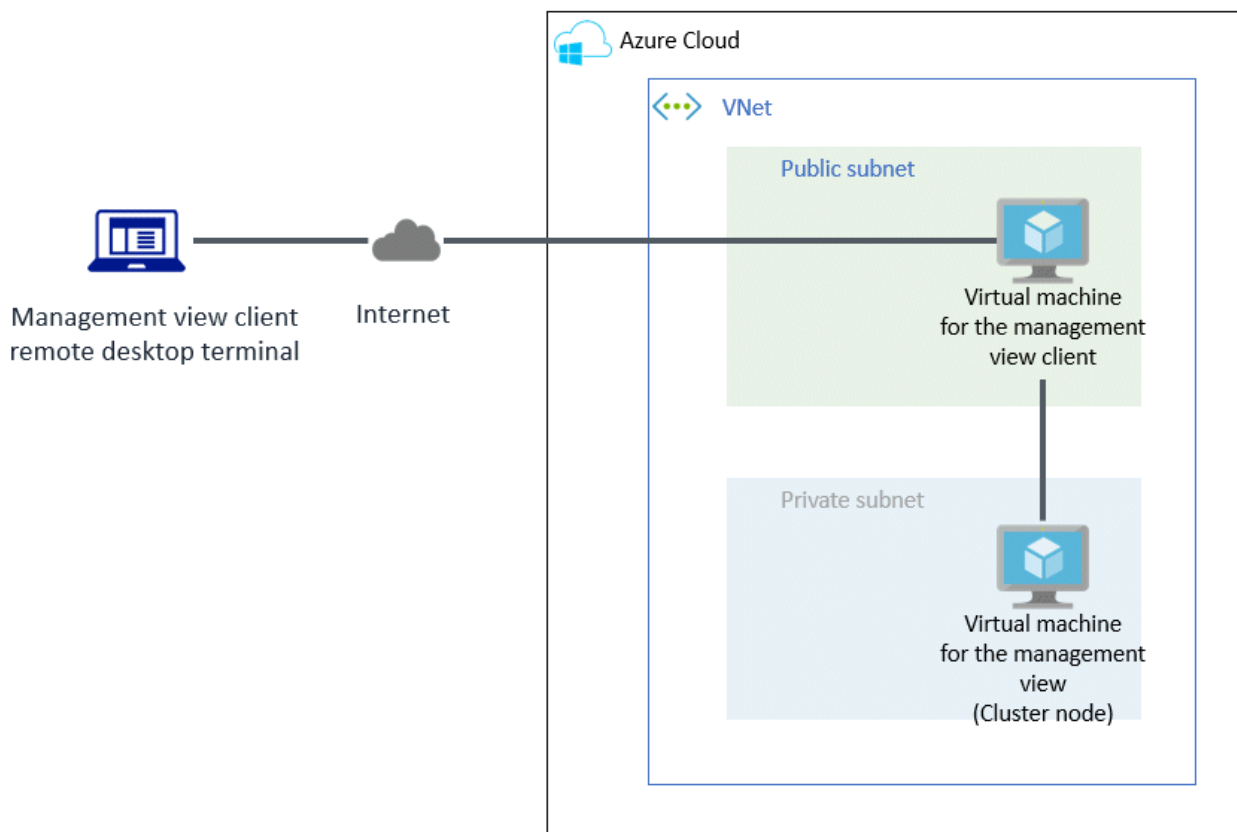 Azure Cloud
VNet
Public subnet
Management view client
remote desktop terminal
Internet
Virtual machine
for the management
view client
Private subnet
Virtual machine
for the management
view
(Cluster node)